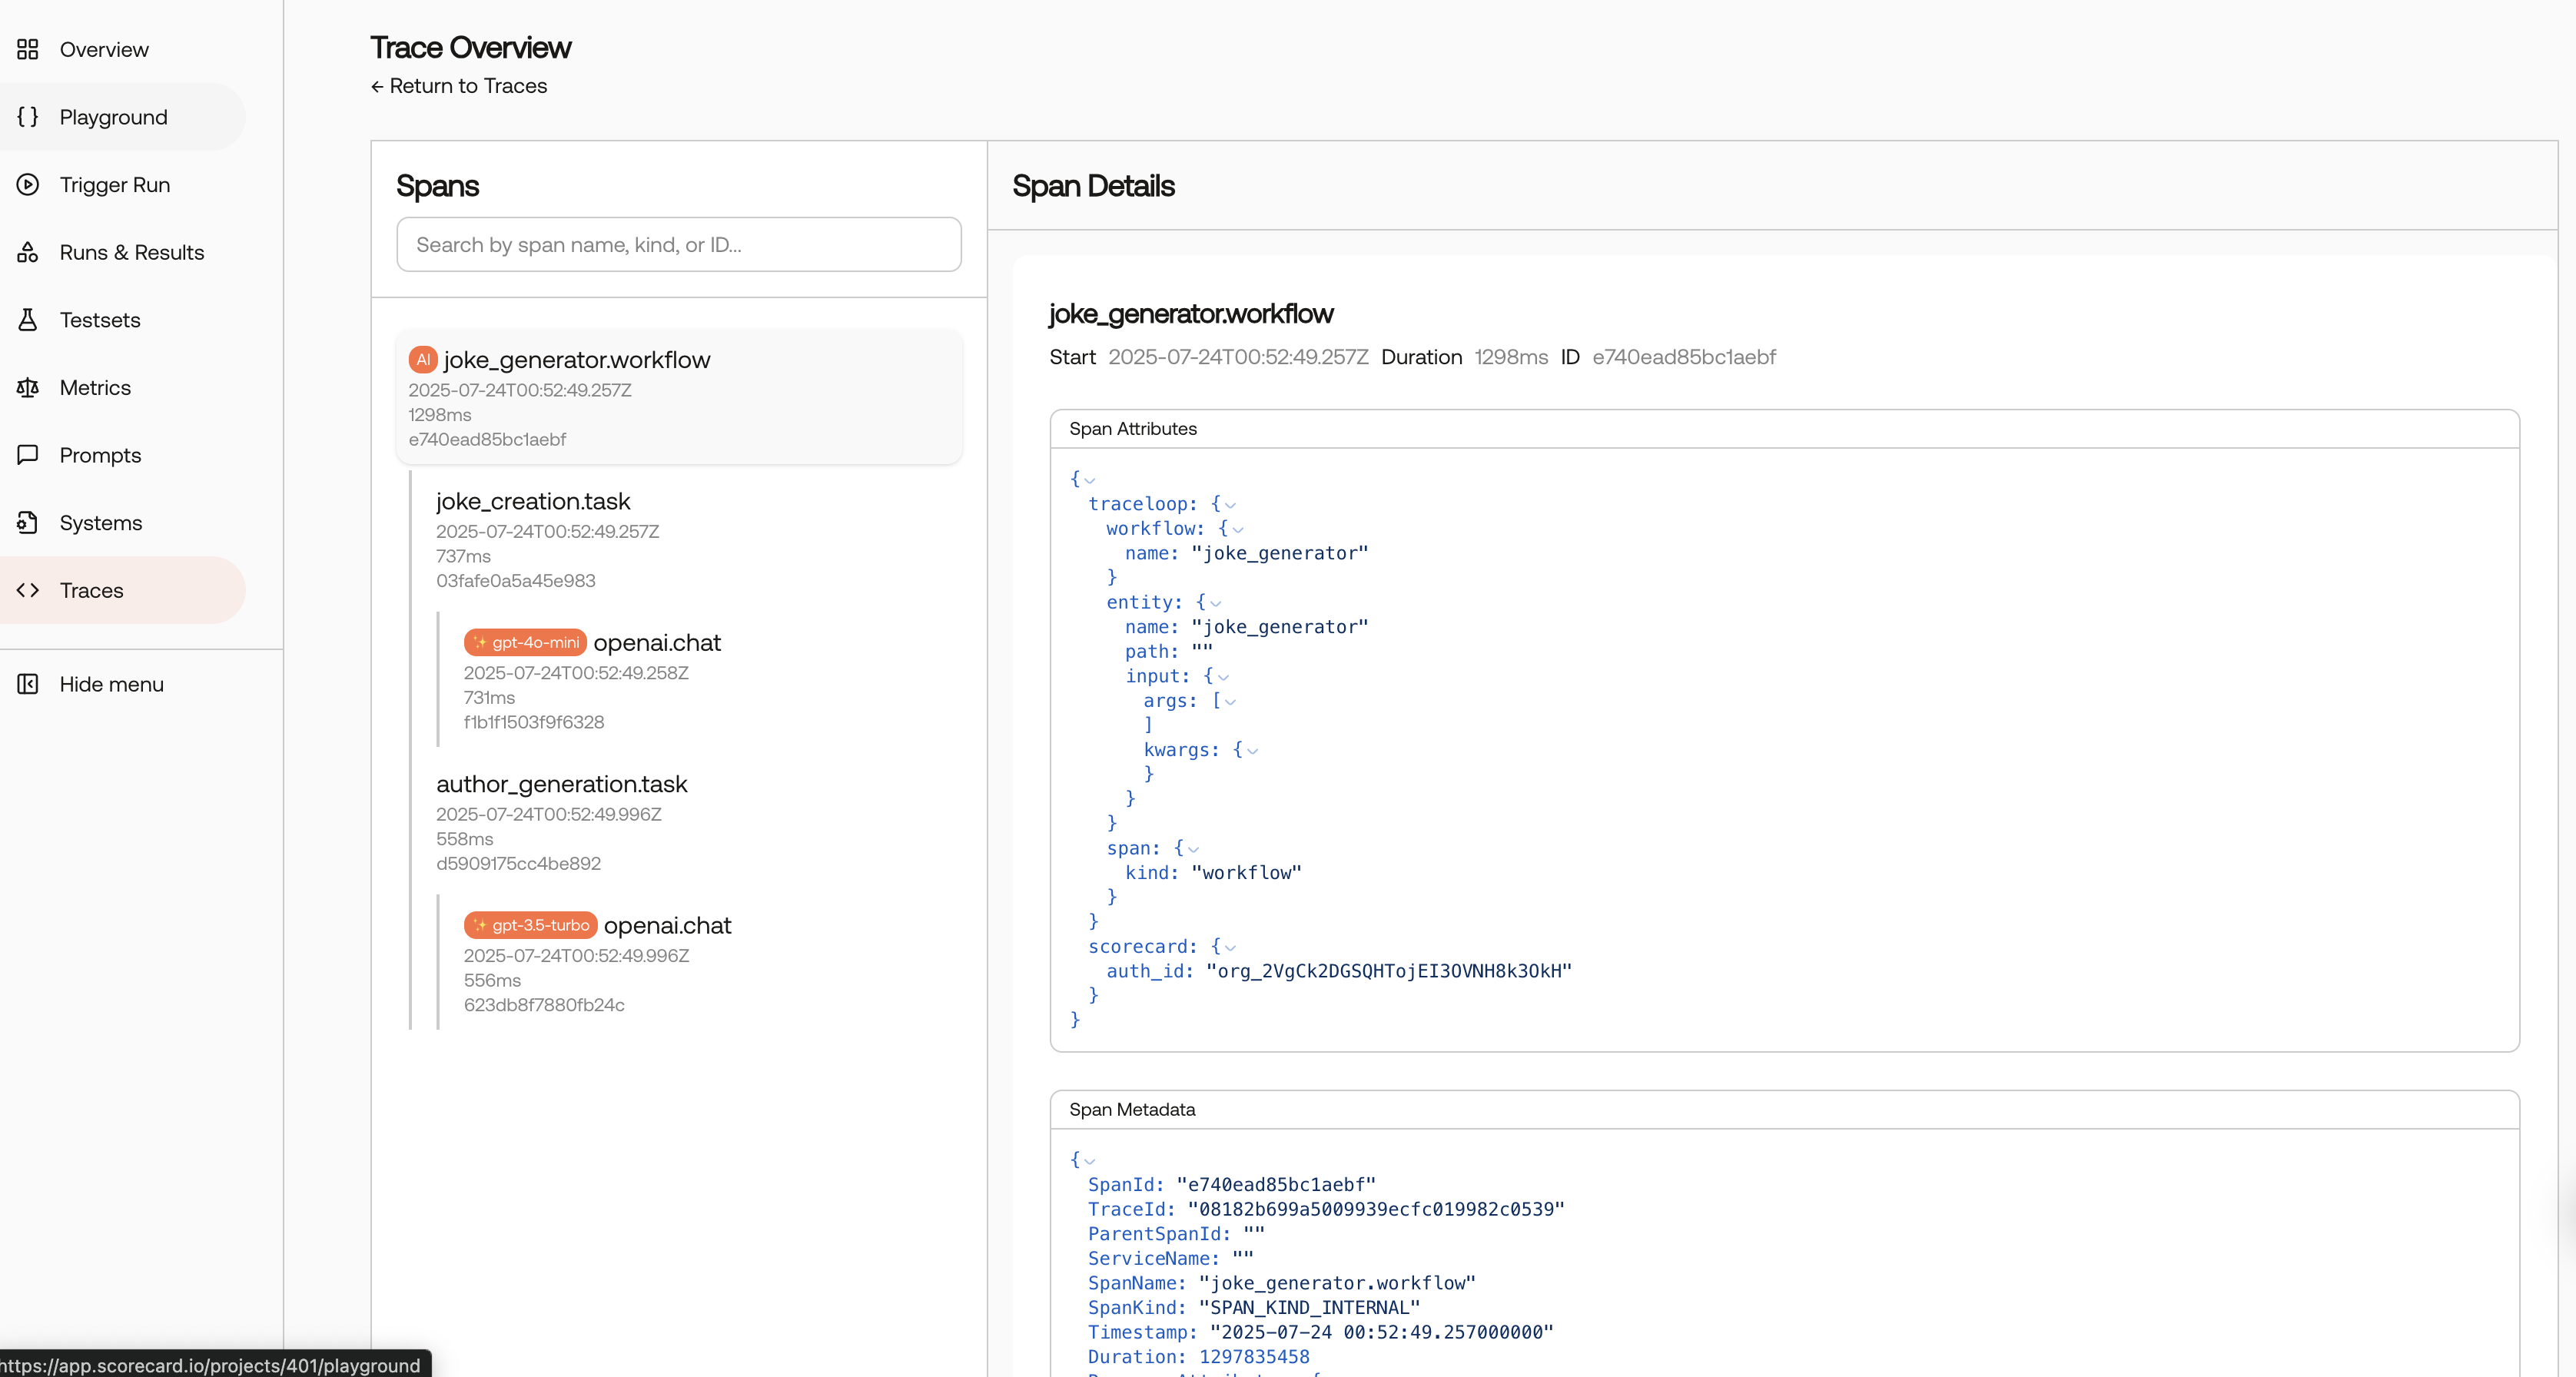 Overview
Playground
Trigger Run
Runs & Results
Testsets
Metrics
Prompts
Systems
Traces
Hide menu
https://app.scorecard.io/projects/401/playground
Trace Overview
← Return to Traces
Spans
Search by span name, kind, or ID...
AI joke_generator.workflow
2025-07-24T00:52:49.257Z
1298ms
e740ead85bc1aebf
joke_creation.task
2025-07-24T00:52:49.257Z
737ms
03fafe0a5a45e983
✨ gpt-4o-mini openai.chat
2025-07-24T00:52:49.258Z
731ms
f1b1f1503f9f6328
author_generation.task
2025-07-24T00:52:49.996Z
558ms
d5909175cc4be892
✨ gpt-3.5-turbo openai.chat
2025-07-24T00:52:49.996Z
556ms
623db8f7880fb24c
Span Details
joke_generator.workflow
Start 2025-07-24T00:52:49.257Z Duration 1298ms ID e740ead85bc1aebf
Span Attributes
{
traceloop: {
workflow: {
name: "joke_generator"
}
entity: {
name: "joke_generator"
path: ""
input: {
args: [
]
kwargs: {
}
}
}
span: {
kind: "workflow"
}
}
scorecard: {
auth_id: "org_2VgCk2DGSQHTojEI3OVNH8k3OkH"
}
}
Span Metadata
{
SpanId: "e740ead85bc1aebf"
TraceId: "08182b699a5009939ecfc019982c0539"
ParentSpanId: ""
ServiceName: ""
SpanName: "joke_generator.workflow"
SpanKind: "SPAN_KIND_INTERNAL"
Timestamp: "2025-07-24 00:52:49.257000000"
Duration: 1297835458